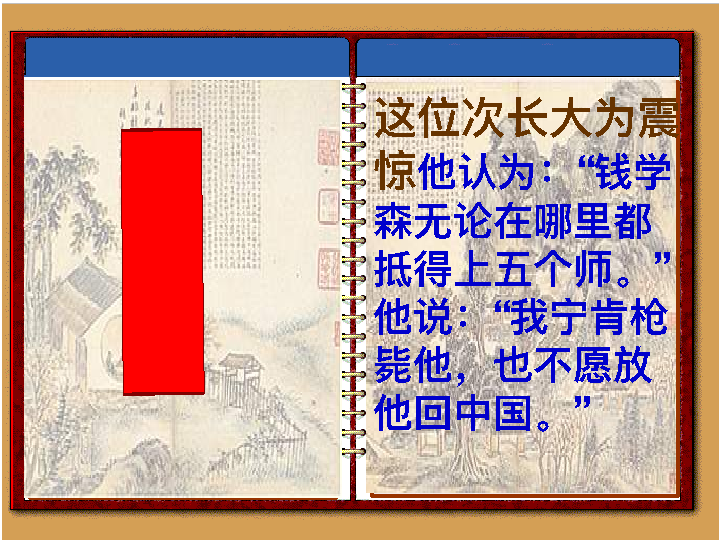 这位次长大为震
惊他认为：“钱学
森无论在哪里都
抵得上五个师。”
他说：“我宁肯枪
毙他，也不愿放
他回中国。”